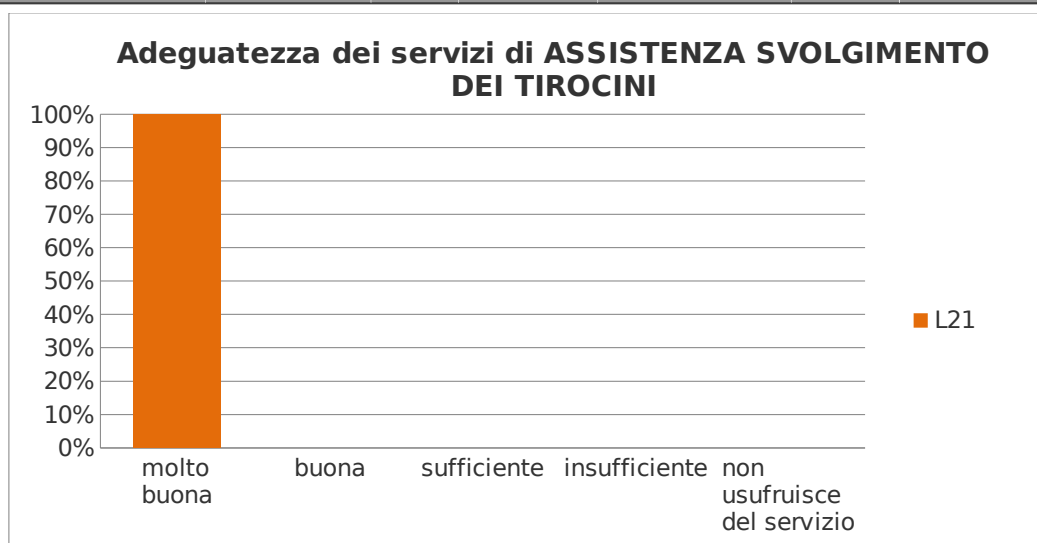 Adeguatezza dei servizi di ASSISTENZA SVOLGIMENTO
DEI TIROCINI
100%
90%
80%
70%
60%
50%
40%
30%
20%
10%
0%
molto
buona
buona
sufficiente
insufficiente
non
usufruisce
del servizio
L21